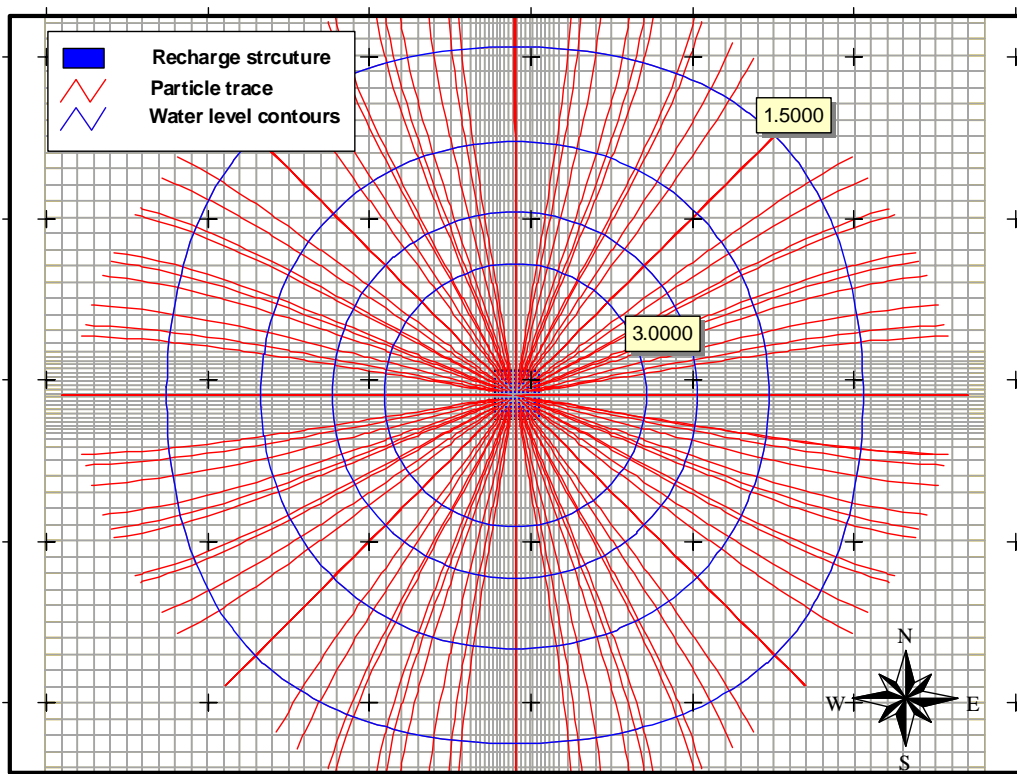 Recharge strcuture
Particle trace
Water level contours
1.5000
3.0000
N
W
E
S